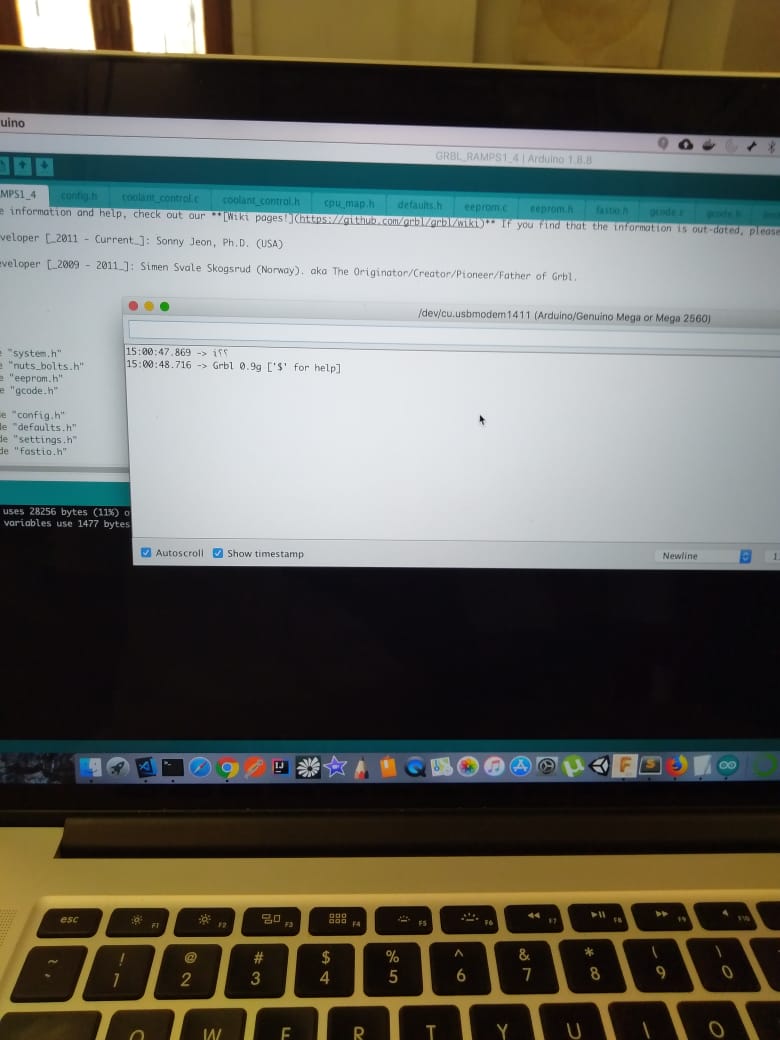 uino
GRBL_RAMPS1_4 | Arduino 1.8.8
MPS1_4 config.h coolant_control.c coolant_control.h cpu_map.h defaults.h eeprom.c eeprom.h fastio.h gcode.c gcode.h
e information and help, check out our **[Wiki pages!](https://github.com/grbl/grbl/wiki)** If you find that the information is out-dated, please
veloper [_2011 - Current_]: Sonny Jeon, Ph.D. (USA)
veloper [_2009 - 2011_]: Simen Svale Skogsrud (Norway). aka The Originator/Creator/Pioneer/Father of Grbl.
/dev/cu.usbmodem1411 (Arduino/Genuino Mega or Mega 2560)
15:00:47.869 -> i⸮⸮
15:00:48.716 -> Grbl 0.9g ['$' for help]
e "system.h"
e "nuts_bolts.h"
e "eeprom.h"
e "gcode.h"
e "config.h"
de "defaults.h"
de "settings.h"
de "fastio.h"
uses 28256 bytes (11%) o
variables use 1477 bytes
Autoscroll Show timestamp Newline 1
esc F1 F2 F3 F4 F5 F6 F7 F8 F9 F10
~ ! @ # $ % ^ & * ( )
` 1 2 3 4 5 6 7 8 9 0
Q W E R T Y U I O